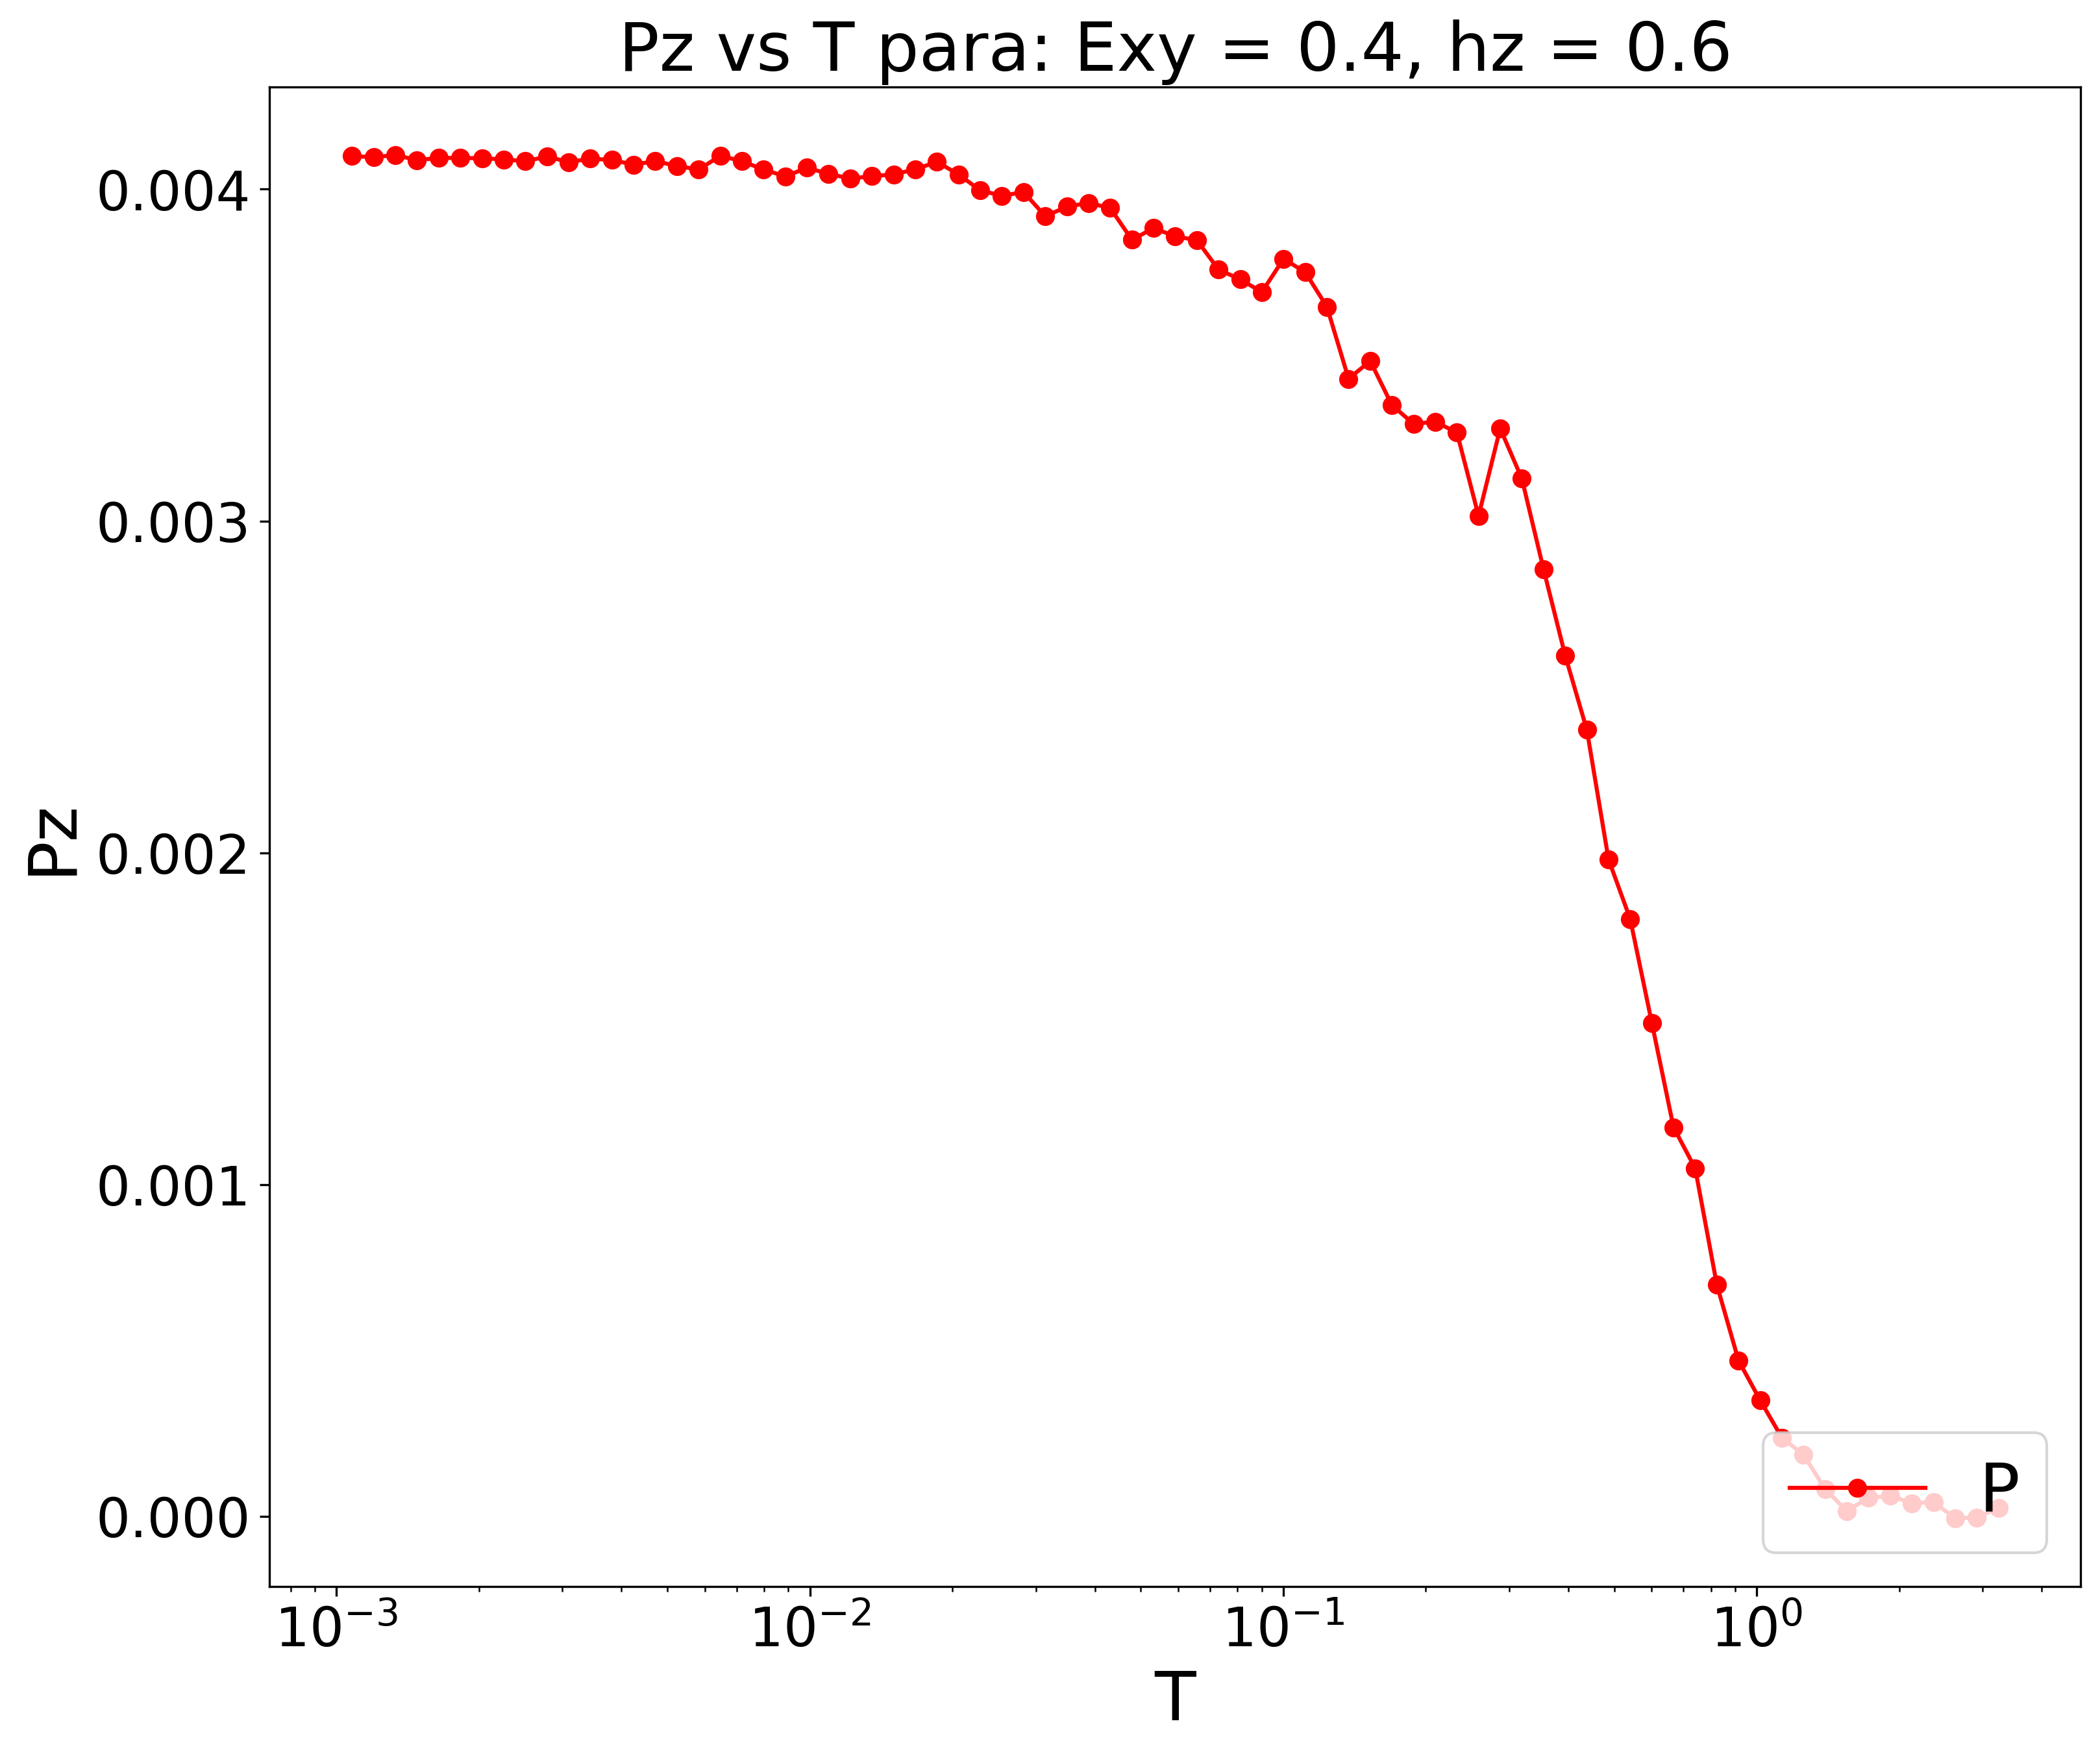 Pz vs T para: Exy = 0.4, hz = 0.6
Pz
0.004
0.003
0.002
0.001
0.000
P
10⁻³ 10⁻² 10⁻¹ 10⁰
T